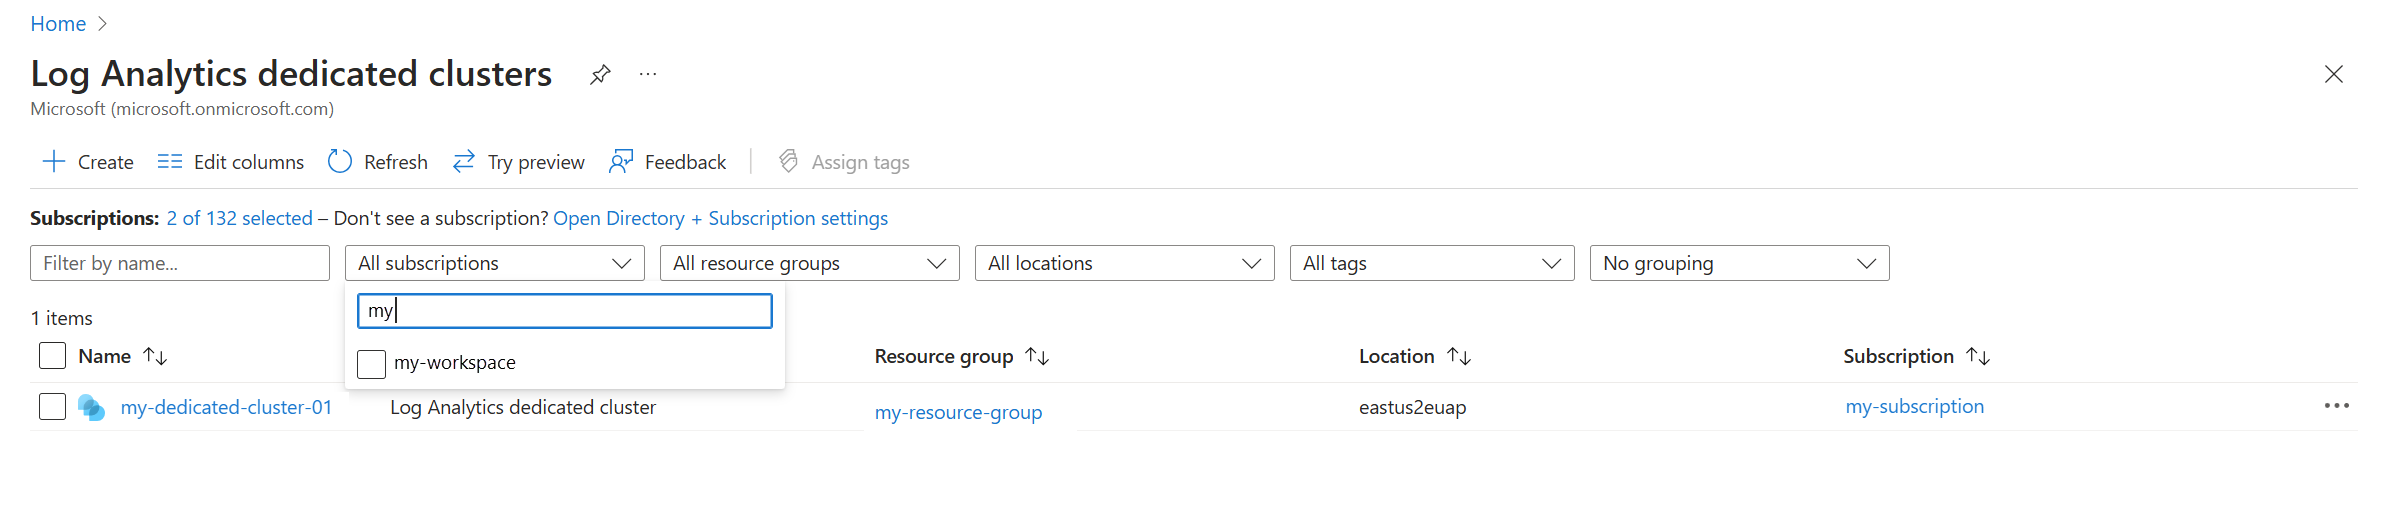 Home
Log Analytics dedicated clusters
Microsoft (microsoft.onmicrosoft.com)
Create Edit columns Refresh Try preview Feedback Assign tags
Subscriptions: 2 of 132 selected – Don't see a subscription? Open Directory + Subscription settings
Filter by name... All subscriptions All resource groups All locations All tags No grouping
my
1 items
Name Resource group Location Subscription
my-workspace
my-dedicated-cluster-01 Log Analytics dedicated cluster my-resource-group eastus2euap my-subscription